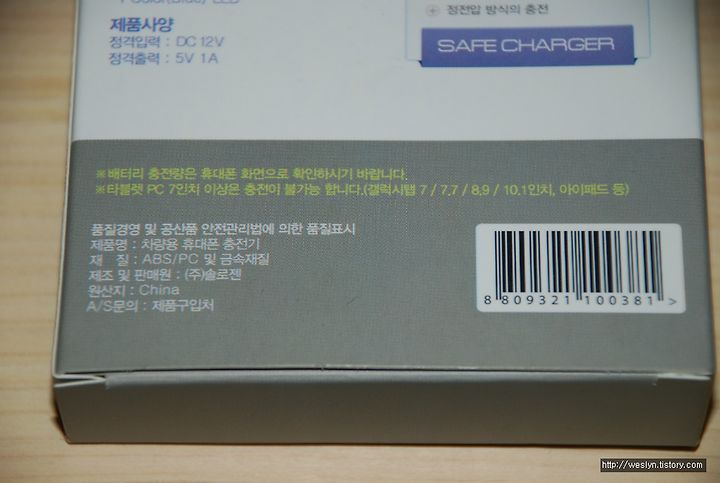 1 Color(Blue) LED
제품사양
정격입력 : DC 12V
정격출력 : 5V 1A
정전압 방식의 충전
SAFE CHARGER
※배터리 충전량은 휴대폰 화면으로 확인하시기 바랍니다.
※타블렛 PC 7인치 이상은 충전이 불가능 합니다.(갤럭시탭 7 / 7.7 / 8.9 / 10.1인치, 아이패드 등)
품질경영 및 공산품 안전관리법에 의한 품질표시
제품명 : 차량용 휴대폰 충전기
재 질 : ABS/PC 및 금속재질
제조 및 판매원 : (주)솔로젠
원산지 : China
A/S문의 : 제품구입처
8 809321 100381 >
http://weslyn.tistory.com